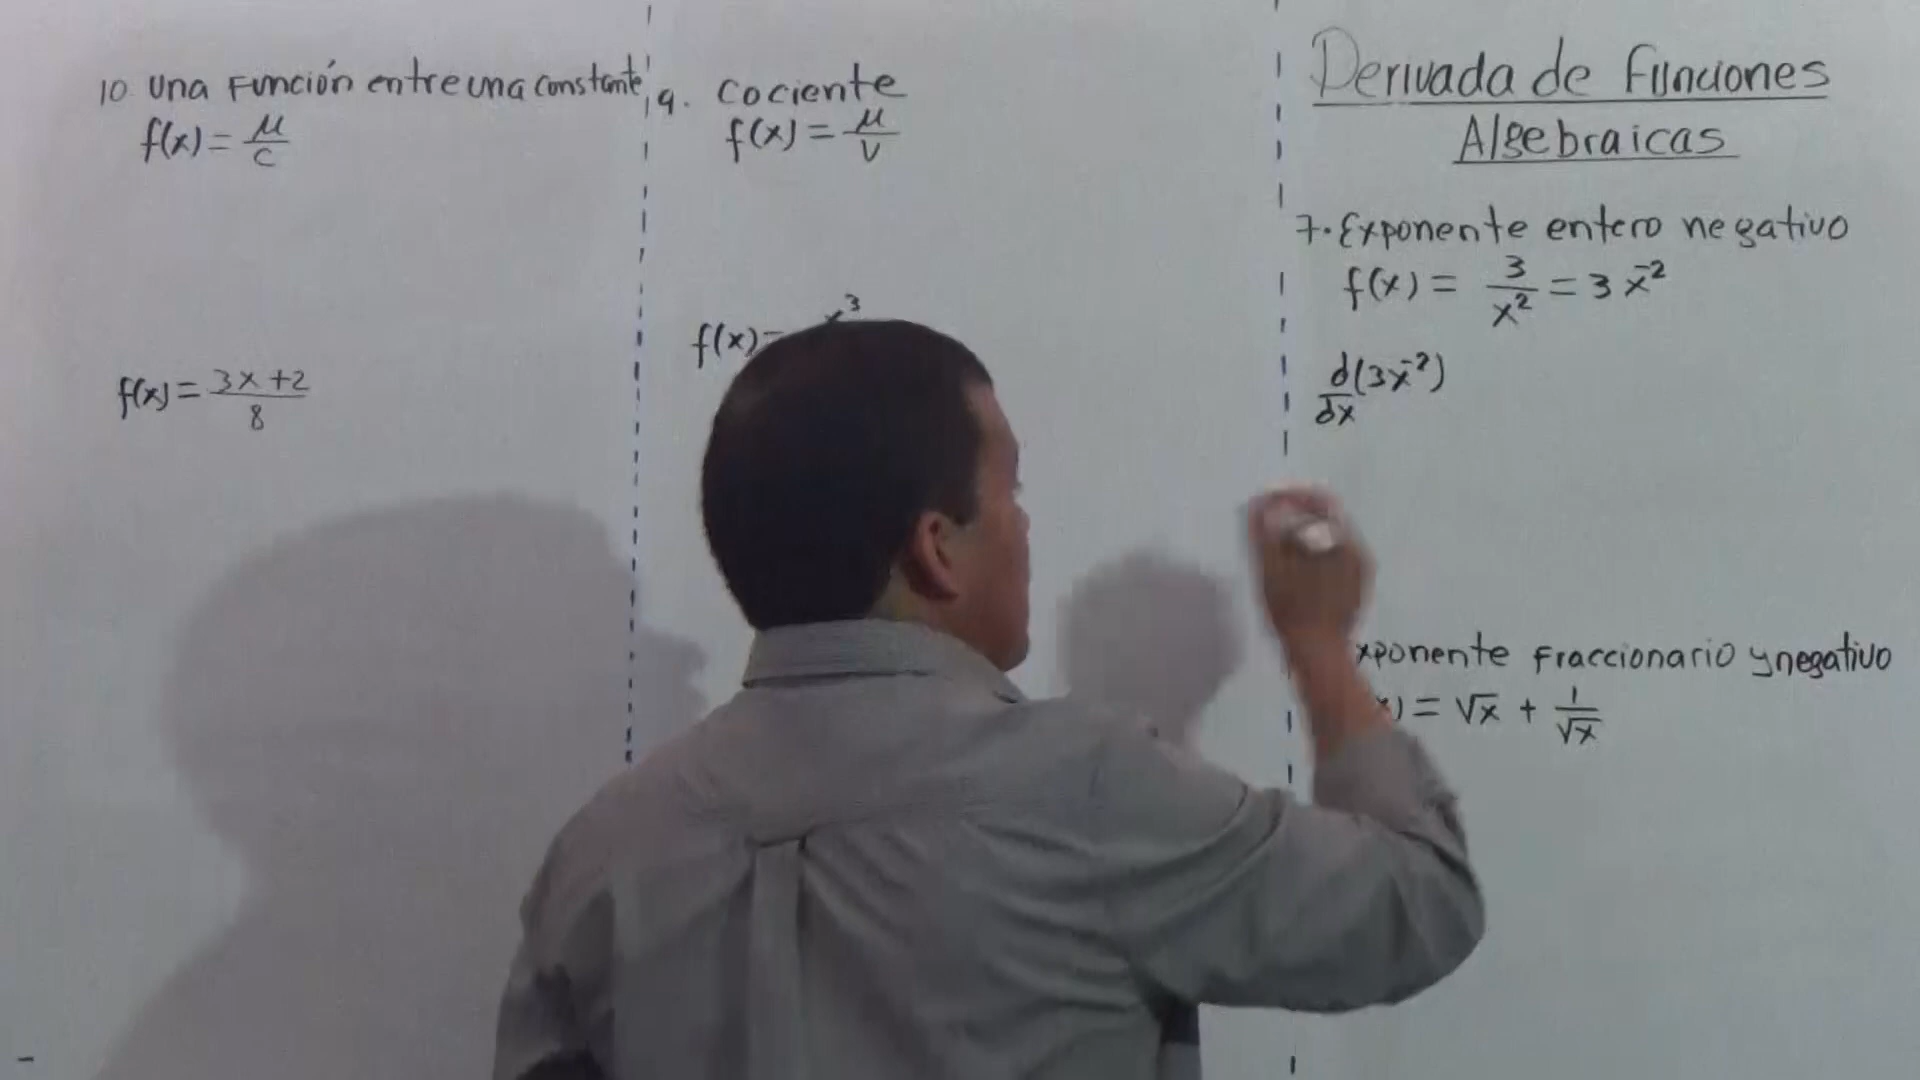 10. Una Función entre una constante
f(x) = μ/c
f(x) = 3x+2/8
9. Cociente
f(x) = μ/v
f(x) = x³
Derivada de Funciones
Algebraicas
7. Exponente entero negativo
f(x) = 3/x² = 3x⁻²
d/dx(3x⁻²)
xponente fraccionario y negativo
x) = √x + 1/√x